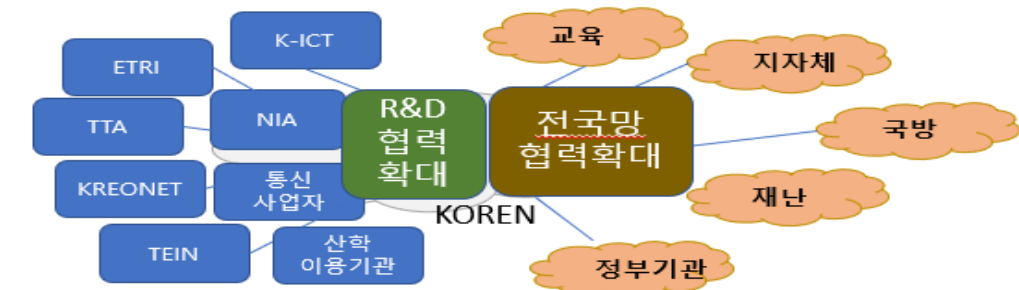 K-ICT
ETRI
TTA
NIA
KREONET
통신
사업자
TEIN
산학
이용기관
R&D
협력
확대
전국망
협력확대
KOREN
교육
지자체
국방
재난
정부기관